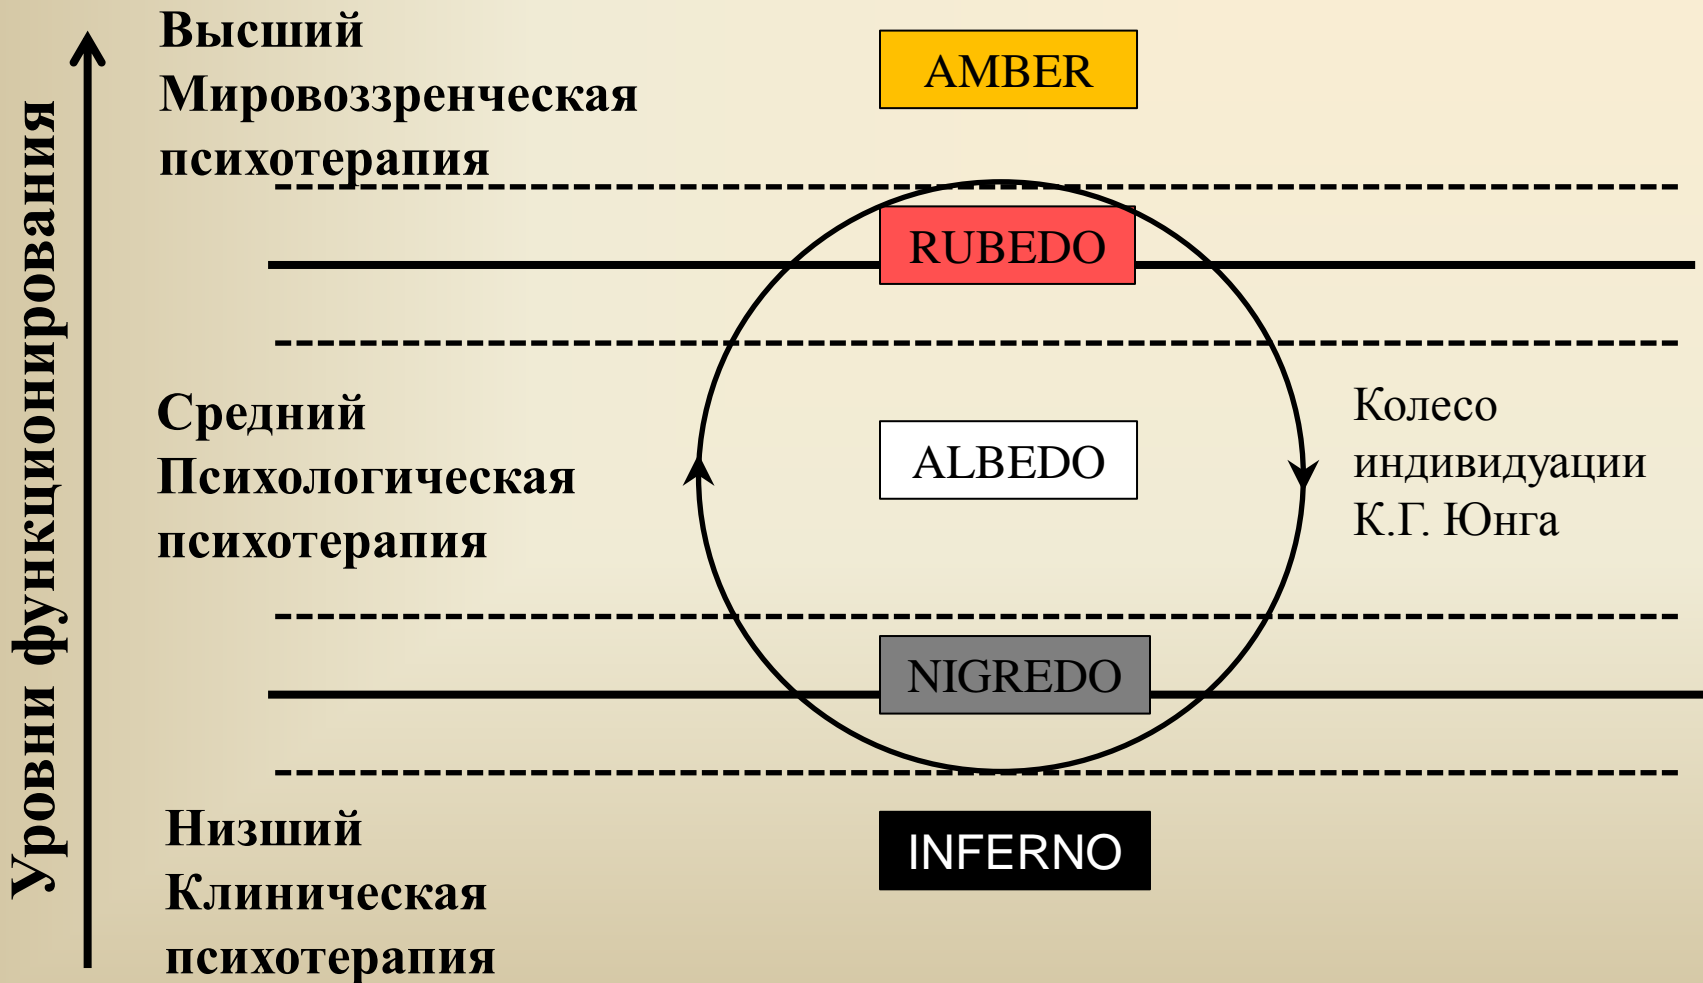 Уровни функционирования
Высший
Мировоззренческая
психотерапия
AMBER
RUBEDO
Средний
Психологическая
психотерапия
ALBEDO
Колесо
индивидуации
К.Г. Юнга
NIGREDO
Низший
Клиническая
психотерапия
INFERNO